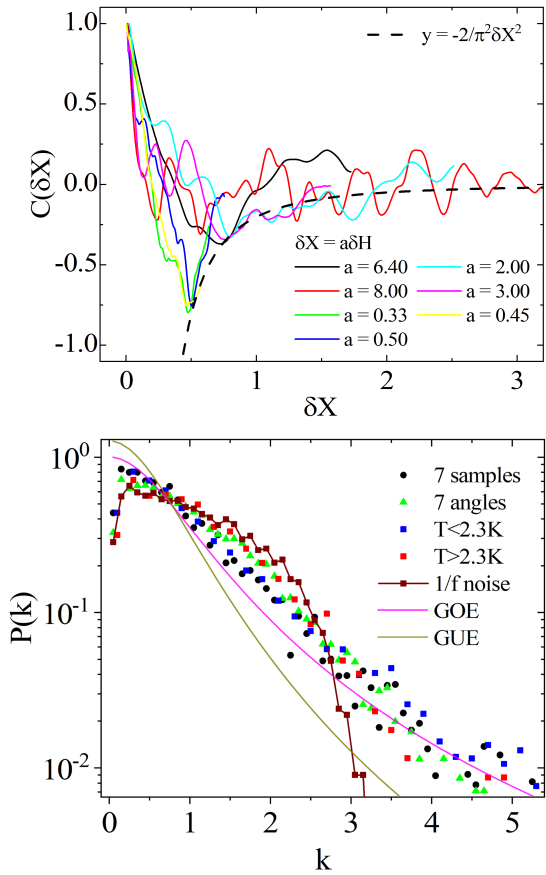 1.0
y = -2/π²δX²
0.5
C(δX)
0.0
δX = aδH
-0.5
a = 6.40 a = 2.00
a = 8.00 a = 3.00
a = 0.33 a = 0.45
-1.0
a = 0.50
0 1 2 3
δX
10⁰
7 samples
7 angles
T<2.3K
T>2.3K
P(k)
10⁻¹
1/f noise
GOE
GUE
10⁻²
0 1 2 3 4 5
k